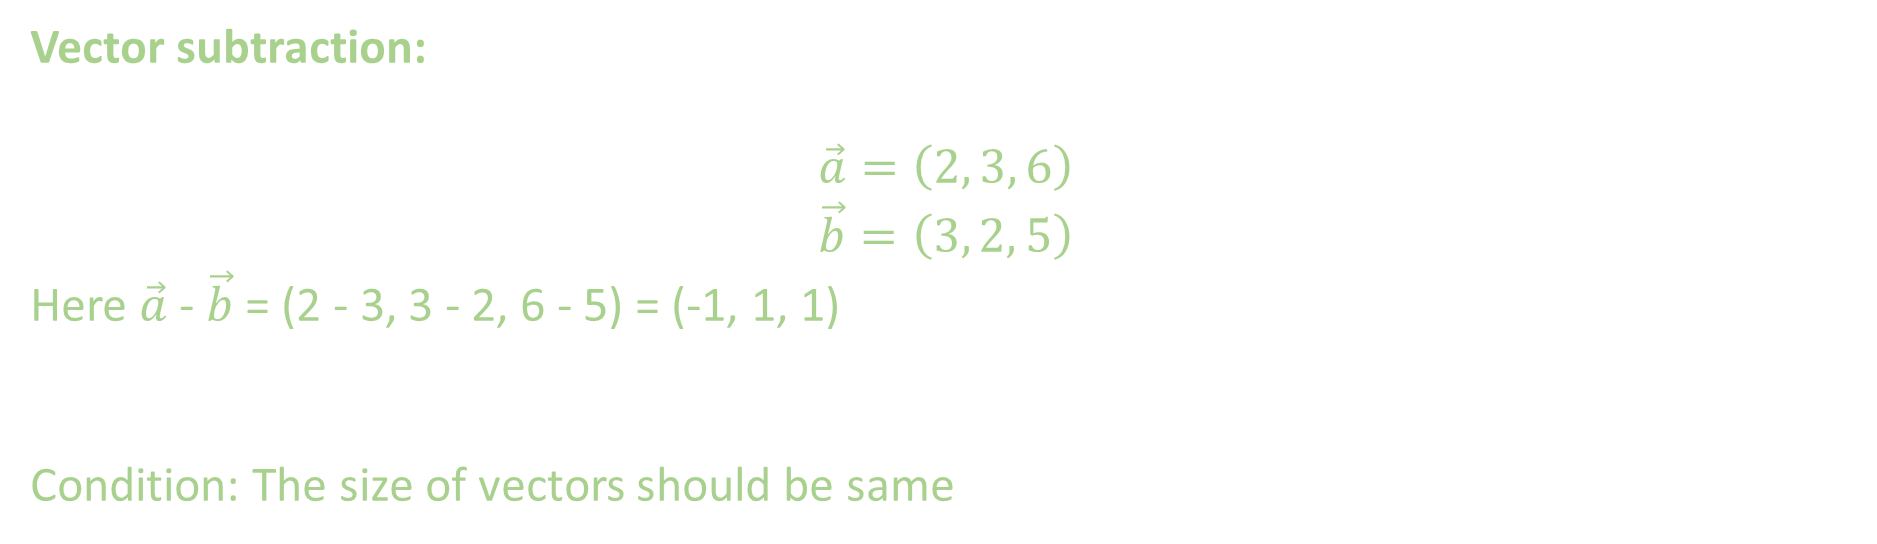 Vector subtraction:
a⃗ = (2, 3, 6)
b⃗ = (3, 2, 5)
Here a⃗ - b⃗ = (2 - 3, 3 - 2, 6 - 5) = (-1, 1, 1)
Condition: The size of vectors should be same